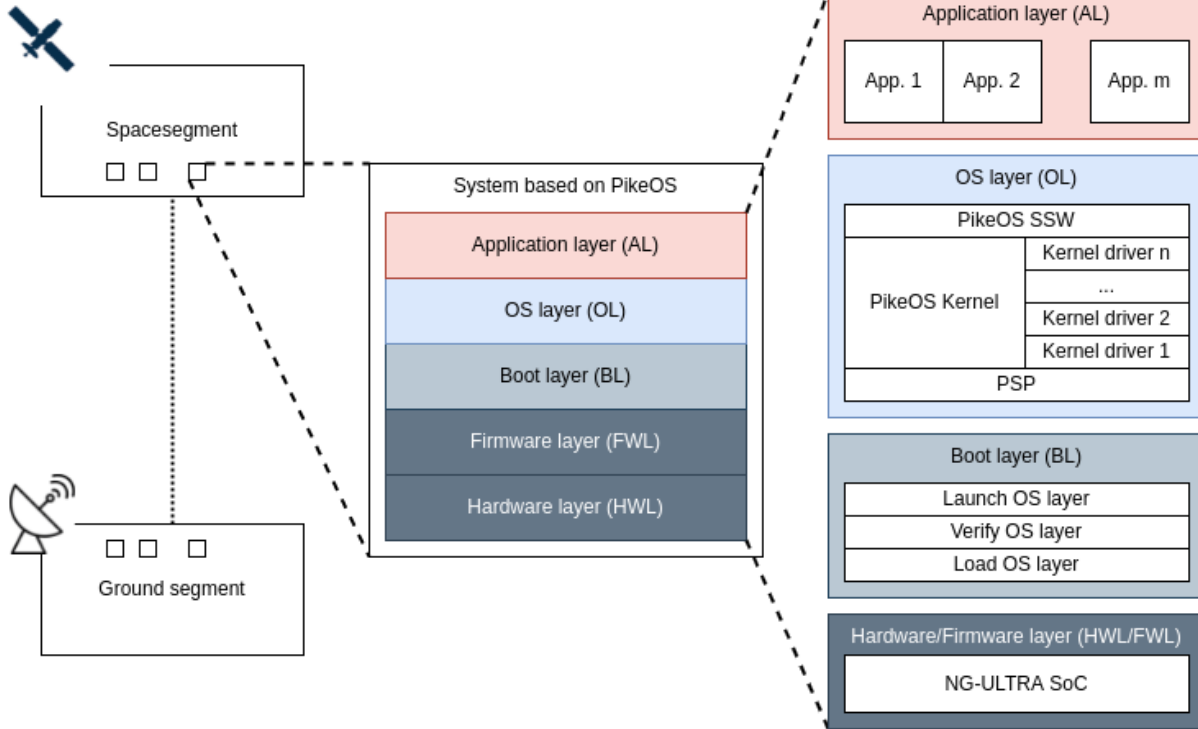 Spacesegment
Ground segment
System based on PikeOS
Application layer (AL)
OS layer (OL)
Boot layer (BL)
Firmware layer (FWL)
Hardware layer (HWL)
Application layer (AL)
App. 1
App. 2
App. m
OS layer (OL)
PikeOS SSW
PikeOS Kernel
Kernel driver n
...
Kernel driver 2
Kernel driver 1
PSP
Boot layer (BL)
Launch OS layer
Verify OS layer
Load OS layer
Hardware/Firmware layer (HWL/FWL)
NG-ULTRA SoC